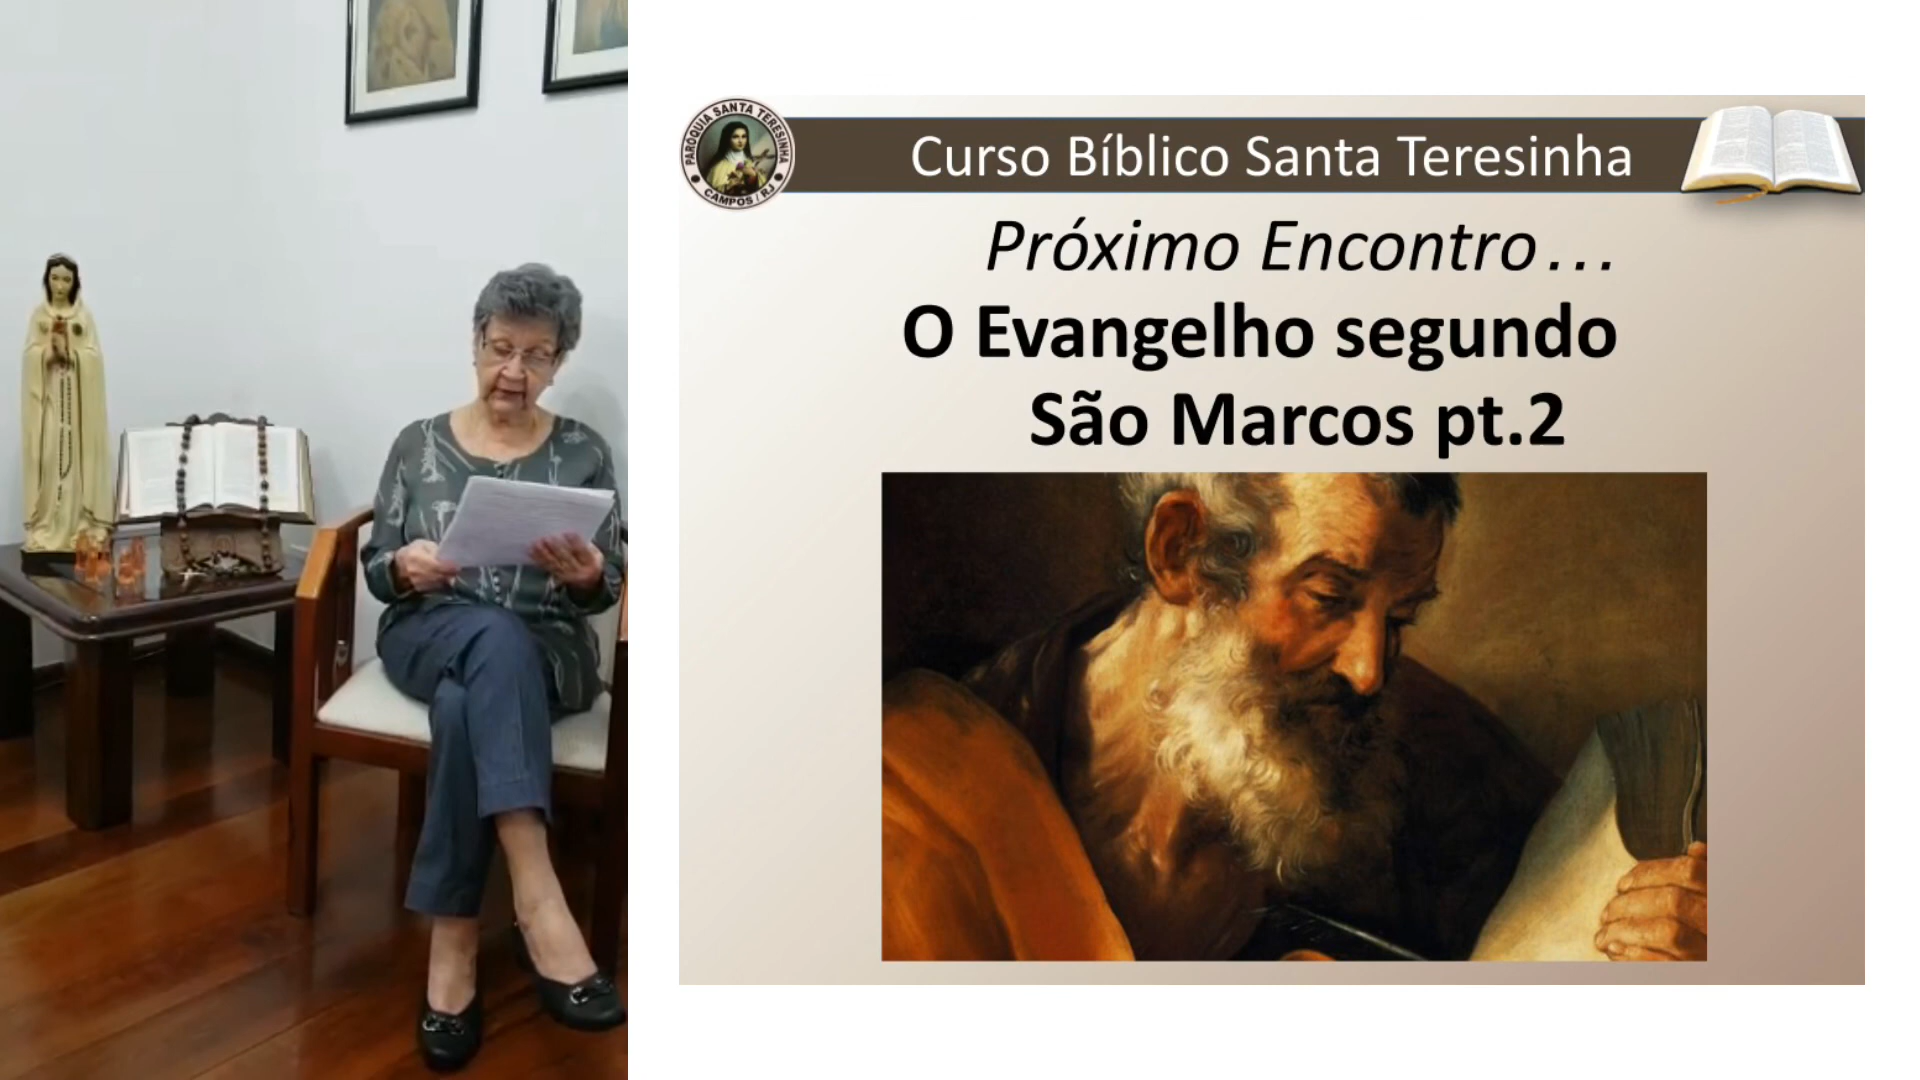 PARÓQUIA SANTA TERESINHA
CAMPOS / RJ
Curso Bíblico Santa Teresinha
Próximo Encontro...
O Evangelho segundo
São Marcos pt.2